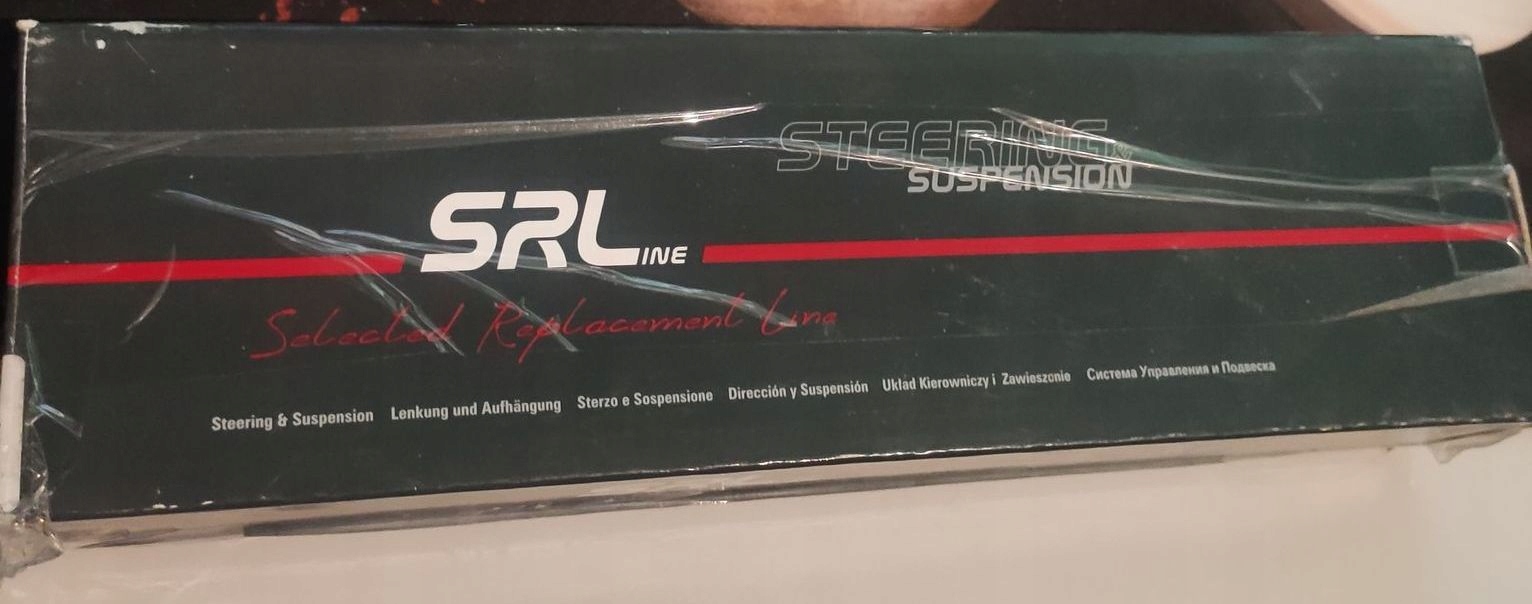 STEERING &
SUSPENSION
SRLINE
Selected Replacement Line
Steering & Suspension Lenkung und Aufhängung Sterzo e Sospensione Dirección y Suspensión Układ Kierowniczy i Zawieszenie Система Управления и Подвеска